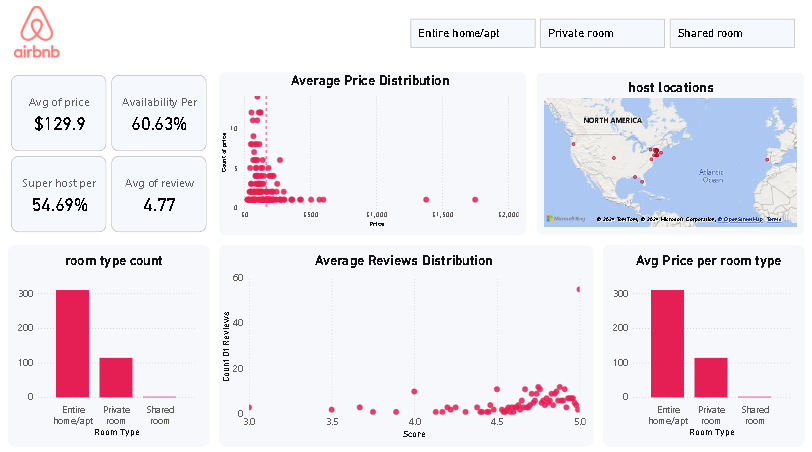 airbnb
Entire home/apt
Private room
Shared room
Avg of price
$129.9
Availability Per
60.63%
Super host per
54.69%
Avg of review
4.77
Average Price Distribution
Count of price
10
5
0
$500
$1,000
$1,500
$2,000
Price
host locations
NORTH AMERICA
Atlantic
Ocean
Microsoft Bing
© 2024 TomTom, © 2024 Microsoft Corporation, © OpenStreetMap Terms
room type count
300
200
100
0
Entire
home/apt
Private
room
Shared
room
Room Type
Average Reviews Distribution
Count Of Reviews
60
40
20
0
3.0
3.5
4.0
4.5
5.0
Score
Avg Price per room type
300
200
100
0
Entire
home/apt
Private
room
Shared
room
Room Type